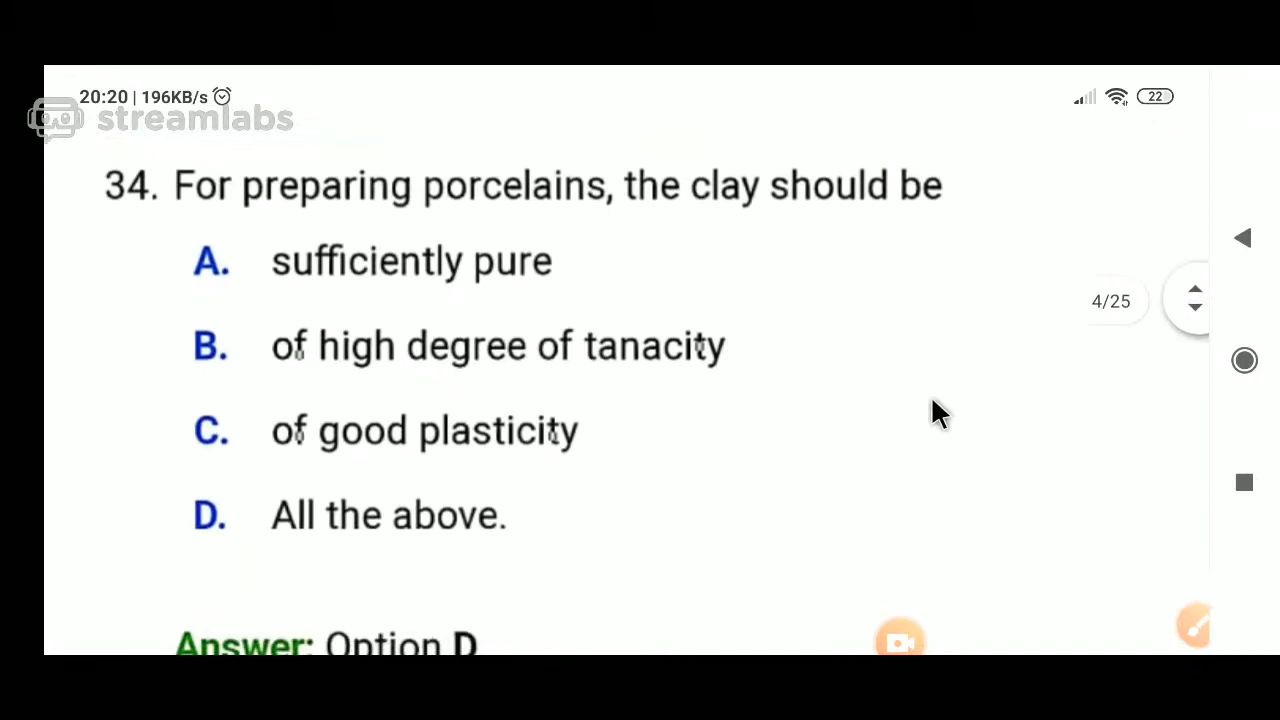 20:20 | 196KB/s
streamlabs
22
34. For preparing porcelains, the clay should be
A. sufficiently pure
B. of high degree of tanacity
4/25
C. of good plasticity
D. All the above.
Answer: Option D